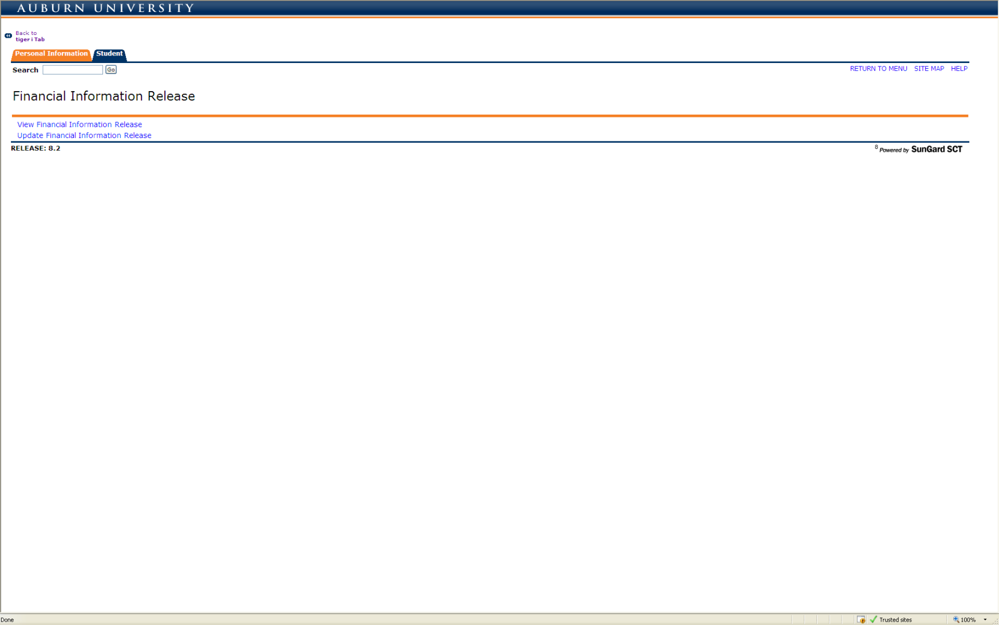 AUBURN UNIVERSITY
Back to
tiger i Tab
Personal Information Student
Search Go
RETURN TO MENU SITE MAP HELP
Financial Information Release
View Financial Information Release
Update Financial Information Release
RELEASE: 8.2
8 Powered by SunGard SCT
Done
Trusted sites
100%